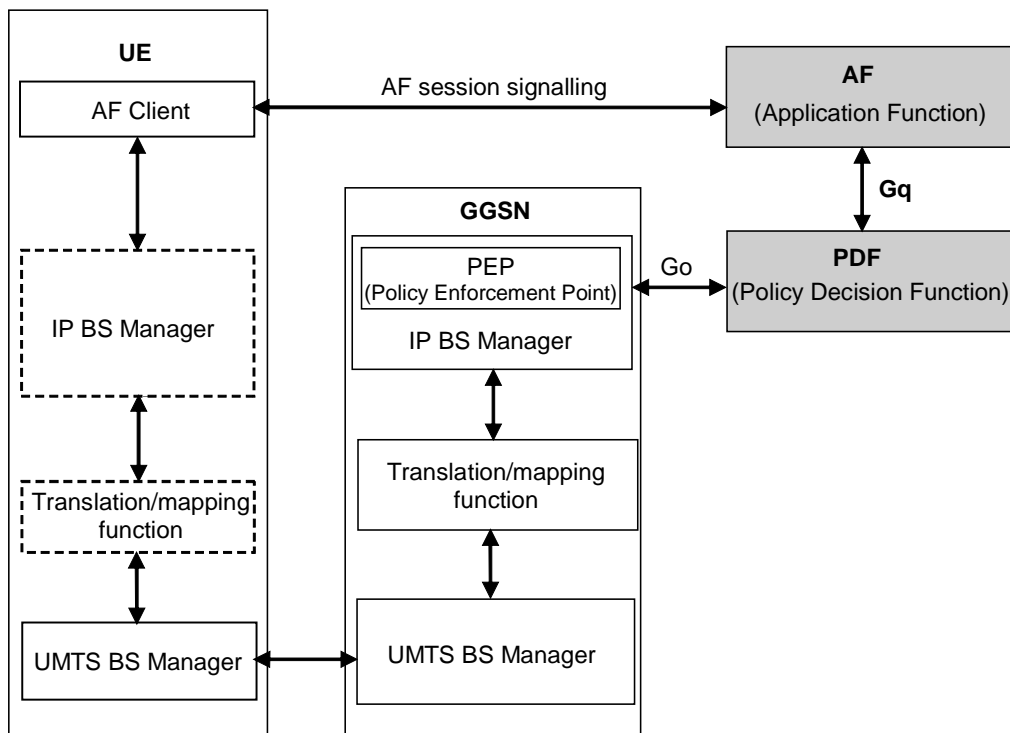 UE
AF Client
AF session signalling
AF
(Application Function)
Gq
GGSN
PEP
(Policy Enforcement Point)
IP BS Manager
Go
PDF
(Policy Decision Function)
IP BS Manager
Translation/mapping
function
Translation/mapping
function
UMTS BS Manager
UMTS BS Manager